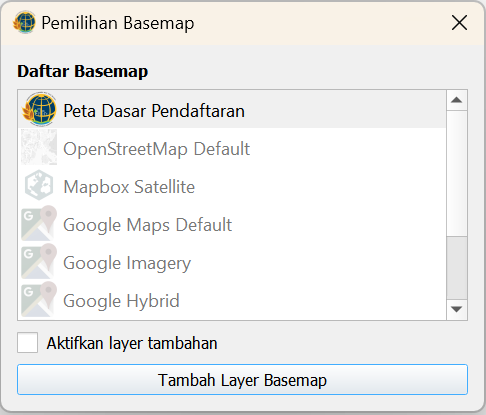 Pemilihan Basemap
Daftar Basemap
Peta Dasar Pendaftaran
OpenStreetMap Default
Mapbox Satellite
Google Maps Default
Google Imagery
Google Hybrid
Aktifkan layer tambahan
Tambah Layer Basemap